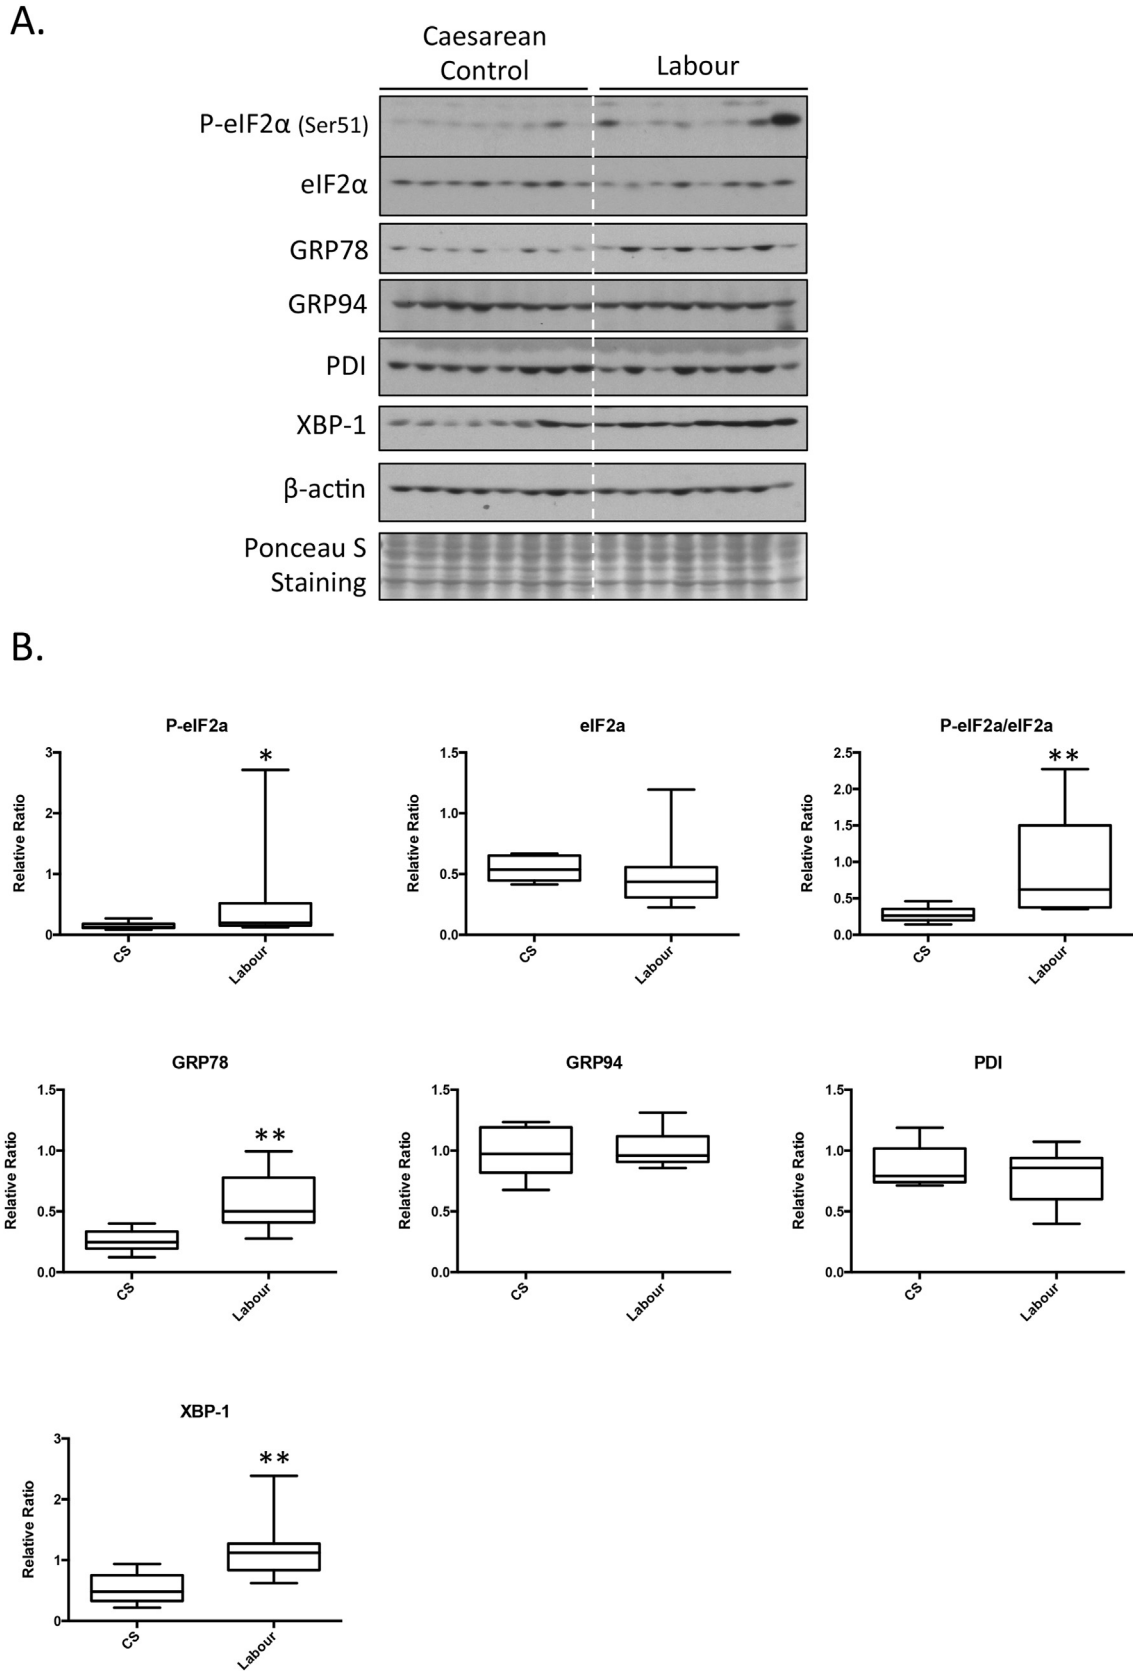 A.
Caesarean
Control
Labour
P-eIF2α (Ser51)
eIF2α
GRP78
GRP94
PDI
XBP-1
β-actin
Ponceau S
Staining
B.
P-eIF2a
*
Relative Ratio
3
2
1
0
CS
Labour
eIF2a
Relative Ratio
1.5
1.0
0.5
0.0
CS
Labour
P-eIF2a/eIF2a
**
Relative Ratio
2.5
2.0
1.5
1.0
0.5
0.0
CS
Labour
GRP78
**
Relative Ratio
1.5
1.0
0.5
0.0
CS
Labour
GRP94
Relative Ratio
1.5
1.0
0.5
0.0
CS
Labour
PDI
Relative Ratio
1.5
1.0
0.5
0.0
CS
Labour
XBP-1
**
Relative Ratio
3
2
1
0
CS
Labour